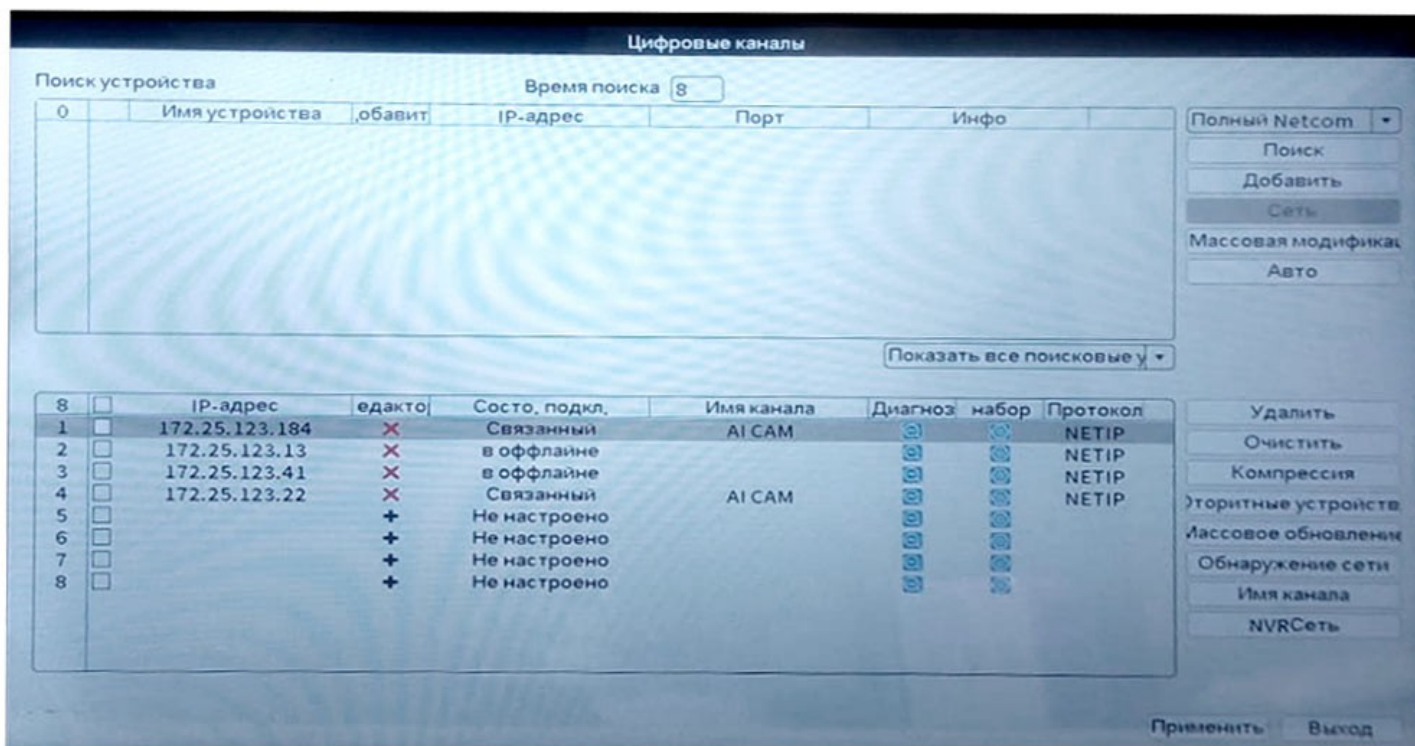 Цифровые каналы
Поиск устройства Время поиска 8
0 Имя устройства ,обавит IP-адрес Порт Инфо
Полный Netcom
Поиск
Добавить
Сеть
Массовая модификац
Авто
Показать все поисковые у
8 IP-адрес едакто Состо, подкл, Имя канала Диагноз набор Протокол
1 172.25.123.184 Связанный AI CAM NETIP
2 172.25.123.13 в оффлайне NETIP
3 172.25.123.41 в оффлайне NETIP
4 172.25.123.22 Связанный AI CAM NETIP
5 Не настроено
6 Не настроено
7 Не настроено
8 Не настроено
Удалить
Очистить
Компрессия
Оторитные устройств
Массовое обновление
Обнаружение сети
Имя канала
NVRСеть
Применить Выход